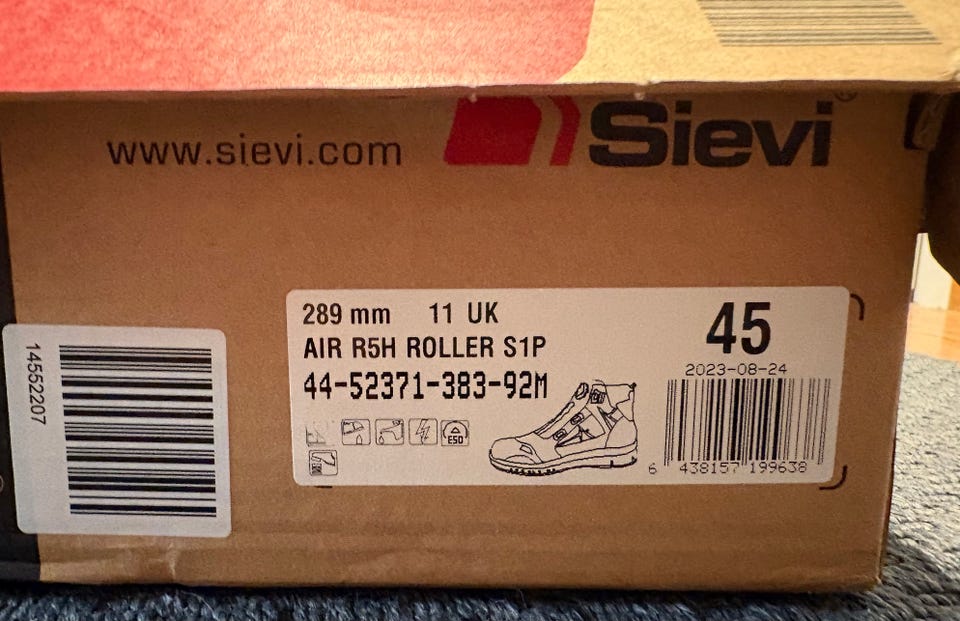 www.sievi.com
Sievi®
289 mm 11 UK
AIR R5H ROLLER S1P
44-52371-383-92M
ESD
45
2023-08-24
6 438157 199638
14552207